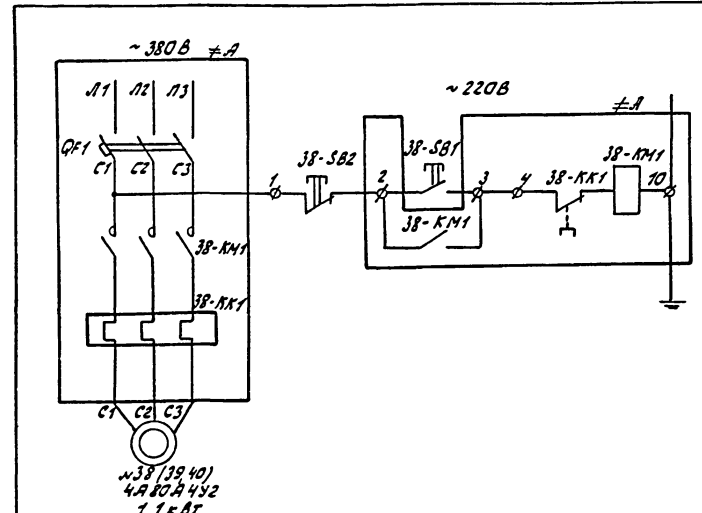 ~ 380В ≠А
Л1 Л2 Л3
QF1
С1 С2 С3
38-КМ1
38-КК1
С1 С2 С3
м38 (39,40)
4А80А4У2
1,1 кВт
~ 220В
≠А
1 38-SB2 2 38-SB1 3 4 38-КК1 38-КМ1 10
38-КМ1